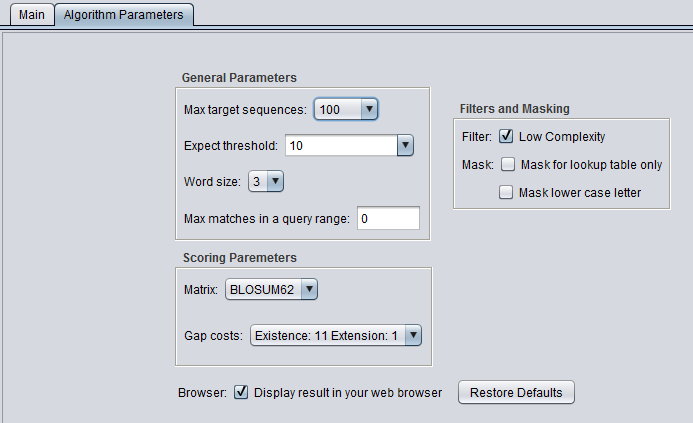 Main
Algorithm Parameters
General Parameters
Max target sequences: 100
Expect threshold: 10
Word size: 3
Max matches in a query range: 0
Filters and Masking
Filter: Low Complexity
Mask: Mask for lookup table only
Mask lower case letter
Scoring Paremeters
Matrix: BLOSUM62
Gap costs: Existence: 11 Extension: 1
Browser: Display result in your web browser
Restore Defaults